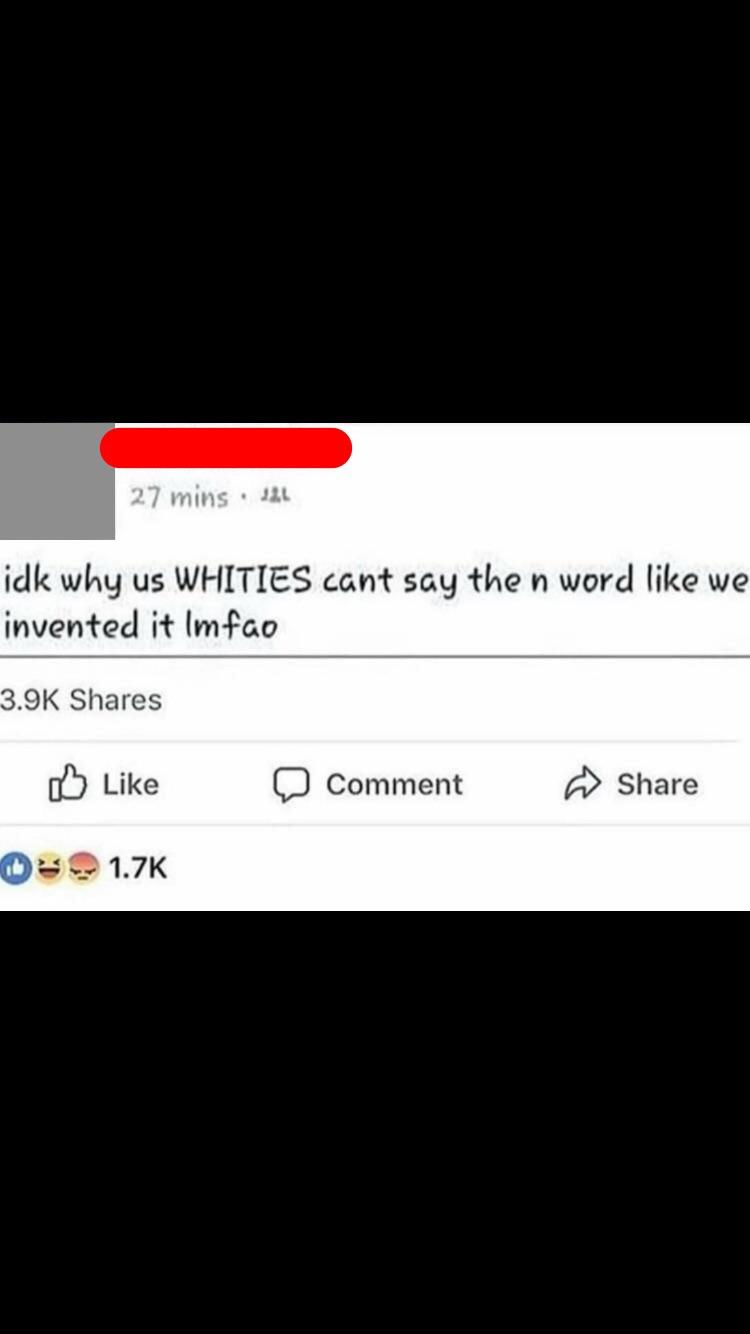 27 mins ·
idk why us WHITIES cant say the n word like we
invented it lmfao
3.9K Shares
Like Comment Share
1.7K